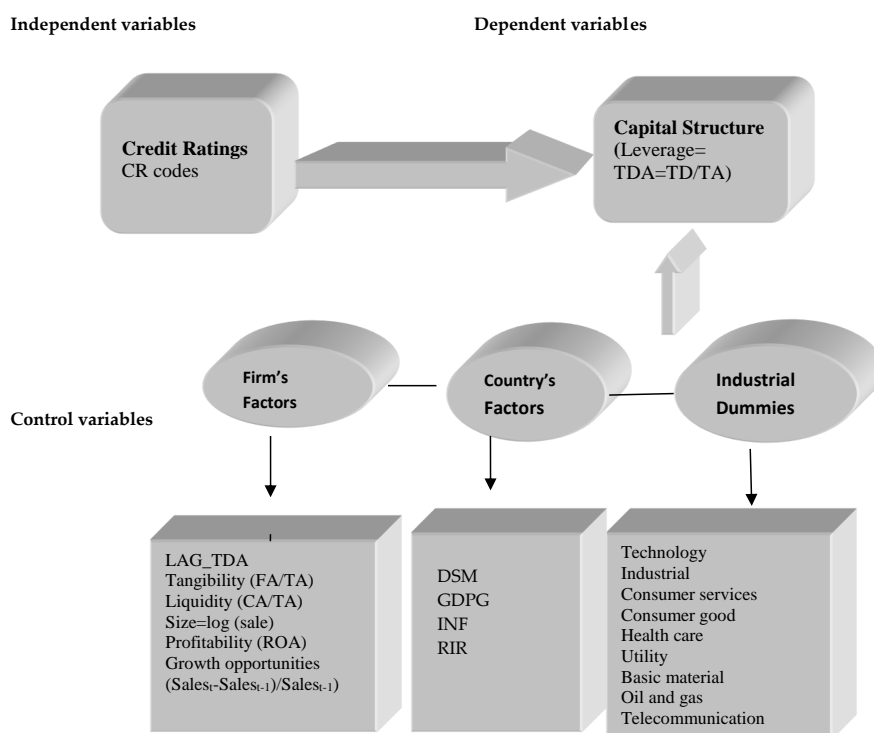 Independent variables
Dependent variables
Credit Ratings
CR codes
Capital Structure
(Leverage=
TDA=TD/TA)
Firm's
Factors
Country's
Factors
Industrial
Dummies
Control variables
LAG_TDA
Tangibility (FA/TA)
Liquidity (CA/TA)
Size=log (sale)
Profitability (ROA)
Growth opportunities
(Salesₜ-Salesₜ₋₁)/Salesₜ₋₁)
DSM
GDPG
INF
RIR
Technology
Industrial
Consumer services
Consumer good
Health care
Utility
Basic material
Oil and gas
Telecommunication